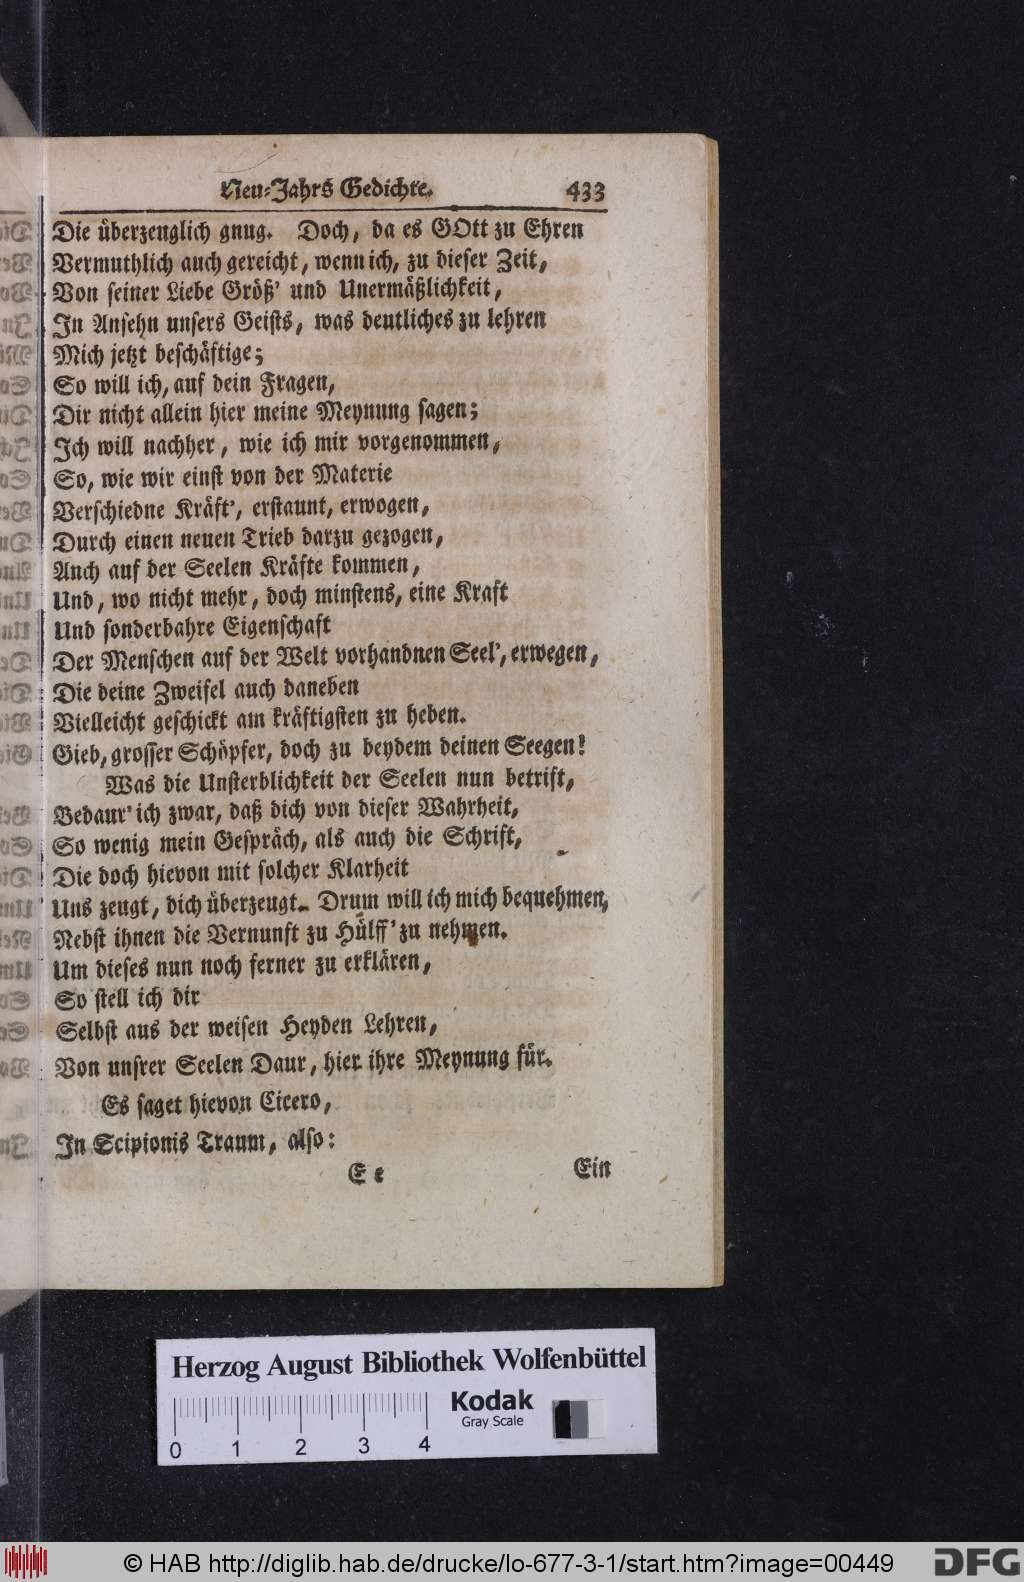 Neu-Jahrs Gedichte. 433
Die überzeuglich gnug. Doch, da es GOtt zu Ehren
Vermuthlich auch gereicht, wenn ich, zu dieser Zeit,
Von seiner Liebe Größ' und Unermäßlichkeit,
In Ansehn unsers Geists, was deutliches zu lehren
Mich jetzt beschäftige;
So will ich, auf dein Fragen,
Dir nicht allein hier meine Meynung sagen;
Ich will nachher, wie ich mir vorgenommen,
So, wie wir einst von der Materie
Verschiedne Kräft', erstaunt, erwogen,
Durch einen neuen Trieb darzu gezogen,
Auch auf der Seelen Kräfte kommen,
Und, wo nicht mehr, doch minstens, eine Kraft
Und sonderbahre Eigenschaft
Der Menschen auf der Welt vorhandnen Seel', erwegen,
Die deine Zweifel auch daneben
Vielleicht geschickt am kräftigsten zu heben.
Gieb, grosser Schöpfer, doch zu beydem deinen Seegen!
Was die Unsterblichkeit der Seelen nun betrift,
Bedaur' ich zwar, daß dich von dieser Wahrheit,
So wenig mein Gespräch, als auch die Schrift,
Die doch hievon mit solcher Klarheit
Uns zeugt, dich überzeugt. Drum will ich mich bequehmen,
Nebst ihnen die Vernunft zu Hülff' zu nehmen.
Um dieses nun noch ferner zu erklären,
So stell ich dir
Selbst aus der weisen Heyden Lehren,
Von unsrer Seelen Daur, hier ihre Meynung für.
Es saget hievon Cicero,
In Scipionis Traum, also:
E e Ein
Herzog August Bibliothek Wolfenbüttel
Kodak
Gray Scale
0 1 2 3 4
© HAB http://diglib.hab.de/drucke/lo-677-3-1/start.htm?image=00449
DFG